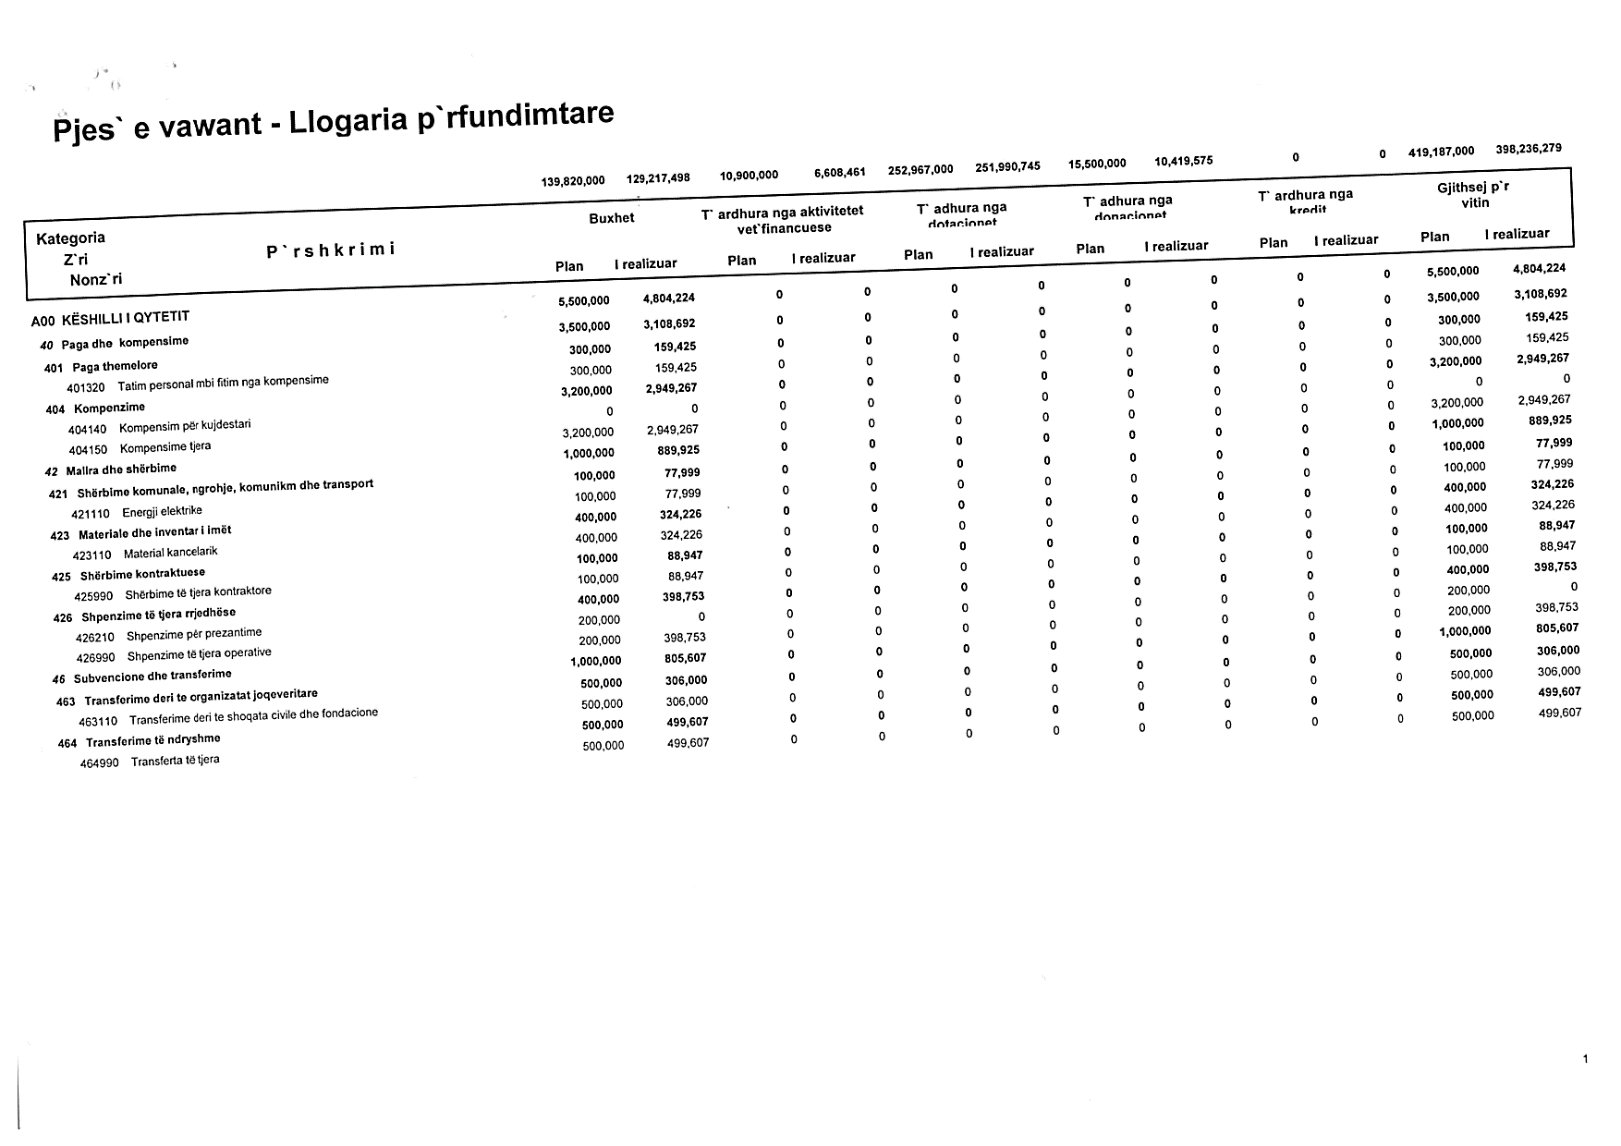 Pjes` e vawant - Llogaria p`rfundimtare
139,820,000 129,217,498 10,900,000 6,608,461 252,967,000 251,990,745 15,500,000 10,419,575 0 0 419,187,000 398,236,279
Kategoria
Z`ri
Nonz`ri
P`rshkrimi
Buxhet
T` ardhura nga aktivitetet
vet`financuese
T` adhura nga
dotacionet
T` adhura nga
donacionet
T` ardhura nga
kredit
Gjithsej p`r
vitin
Plan I realizuar Plan I realizuar Plan I realizuar Plan I realizuar Plan I realizuar Plan I realizuar
A00 KËSHILLI I QYTETIT 5,500,000 4,804,224 0 0 0 0 0 0 0 0 5,500,000 4,804,224
40 Paga dhe kompensime 3,500,000 3,108,692 0 0 0 0 0 0 0 0 3,500,000 3,108,692
401 Paga themelore 300,000 159,425 0 0 0 0 0 0 0 0 300,000 159,425
401320 Tatim personal mbi fitim nga kompensime 300,000 159,425 0 0 0 0 0 0 0 0 300,000 159,425
404 Kompenzime 3,200,000 2,949,267 0 0 0 0 0 0 0 0 3,200,000 2,949,267
404140 Kompensim për kujdestari 0 0 0 0 0 0 0 0 0 0 0 0
404150 Kompensime tjera 3,200,000 2,949,267 0 0 0 0 0 0 0 0 3,200,000 2,949,267
42 Mallra dhe shërbime 1,000,000 889,925 0 0 0 0 0 0 0 0 1,000,000 889,925
421 Shërbime komunale, ngrohje, komunikm dhe transport 100,000 77,999 0 0 0 0 0 0 0 0 100,000 77,999
421110 Energji elektrike 100,000 77,999 0 0 0 0 0 0 0 0 100,000 77,999
423 Materiale dhe inventar i imët 400,000 324,226 0 0 0 0 0 0 0 0 400,000 324,226
423110 Material kancelarik 400,000 324,226 0 0 0 0 0 0 0 0 400,000 324,226
425 Shërbime kontraktuese 100,000 88,947 0 0 0 0 0 0 0 0 100,000 88,947
425990 Shërbime të tjera kontraktore 100,000 88,947 0 0 0 0 0 0 0 0 100,000 88,947
426 Shpenzime të tjera rrjedhëse 400,000 398,753 0 0 0 0 0 0 0 0 400,000 398,753
426210 Shpenzime për prezantime 200,000 0 0 0 0 0 0 0 0 0 200,000 0
426990 Shpenzime të tjera operative 200,000 398,753 0 0 0 0 0 0 0 0 200,000 398,753
46 Subvencione dhe transferime 1,000,000 805,607 0 0 0 0 0 0 0 0 1,000,000 805,607
463 Transferime deri te organizatat joqeveritare 500,000 306,000 0 0 0 0 0 0 0 0 500,000 306,000
463110 Transferime deri te shoqata civile dhe fondacione 500,000 306,000 0 0 0 0 0 0 0 0 500,000 306,000
464 Transferime të ndryshme 500,000 499,607 0 0 0 0 0 0 0 0 500,000 499,607
464990 Transferta të tjera 500,000 499,607 0 0 0 0 0 0 0 0 500,000 499,607
1